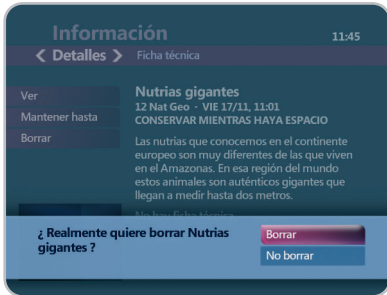 Información
11:45
Detalles
Ficha técnica
Ver
Mantener hasta
Borrar
Nutrias gigantes
12 Nat Geo · VIE 17/11, 11:01
CONSERVAR MIENTRAS HAYA ESPACIO
Las nutrias que conocemos en el continente
europeo son muy diferentes de las que viven
en el Amazonas. En esa región del mundo
estos animales son auténticos gigantes que
llegan a medir hasta dos metros.
No hay ficha técnica
¿ Realmente quiere borrar Nutrias
gigantes ?
Borrar
No borrar